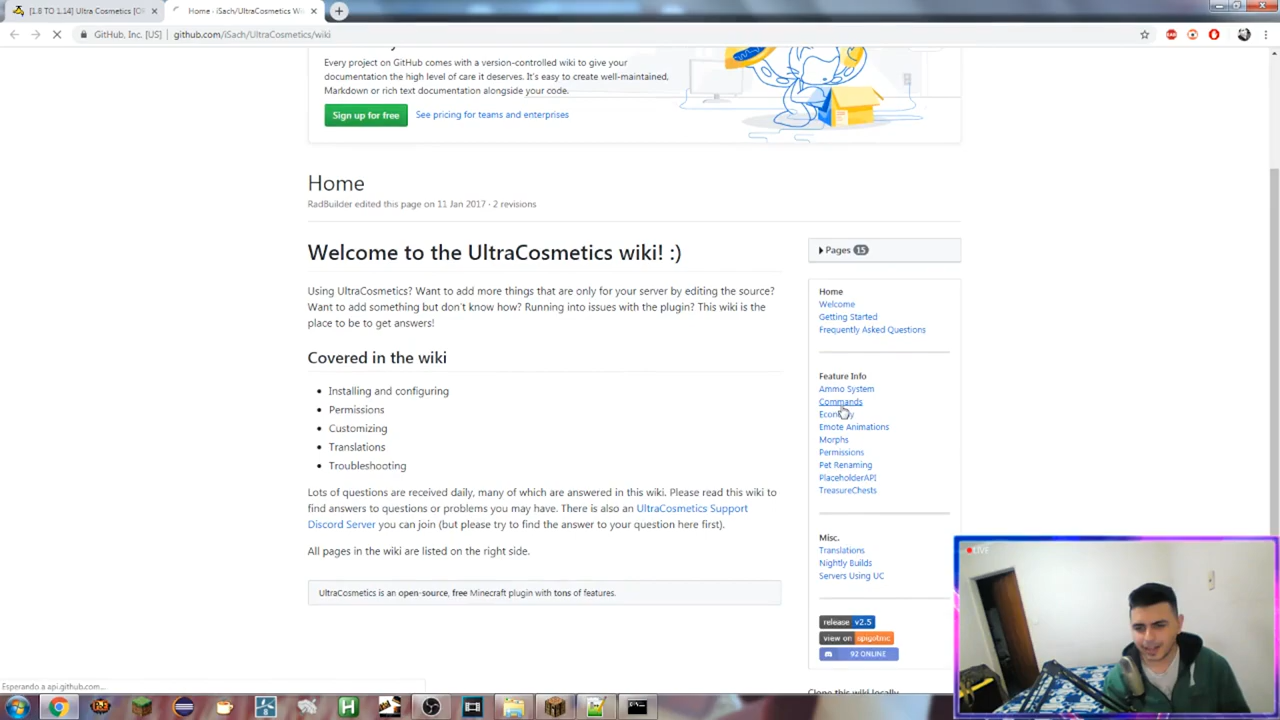 [1.8 TO 1.14] Ultra Cosmetics [O
Home · iSach/UltraCosmetics W
GitHub, Inc. [US]
github.com/iSach/UltraCosmetics/wiki
Every project on GitHub comes with a version-controlled wiki to give your
documentation the high level of care it deserves. It's easy to create well-maintained,
Markdown or rich text documentation alongside your code.
Sign up for free
See pricing for teams and enterprises
Home
RadBuilder edited this page on 11 Jan 2017 · 2 revisions
Welcome to the UltraCosmetics wiki! :)
Using UltraCosmetics? Want to add more things that are only for your server by editing the source?
Want to add something but don't know how? Running into issues with the plugin? This wiki is the
place to be to get answers!
Covered in the wiki
Installing and configuring
Permissions
Customizing
Translations
Troubleshooting
Lots of questions are received daily, many of which are answered in this wiki. Please read this wiki to
find answers to questions or problems you may have. There is also an UltraCosmetics Support
Discord Server you can join (but please try to find the answer to your question here first).
All pages in the wiki are listed on the right side.
UltraCosmetics is an open-source, free Minecraft plugin with tons of features.
Pages 15
Home
Welcome
Getting Started
Frequently Asked Questions
Feature Info
Ammo System
Commands
Emote Animations
Morphs
Permissions
Pet Renaming
PlaceholderAPI
TreasureChests
Misc.
Translations
Nightly Builds
Servers Using UC
release v2.5
view on spigotmc
92 ONLINE
Clone this wiki locally
LIVE
Esperando a api.github.com...